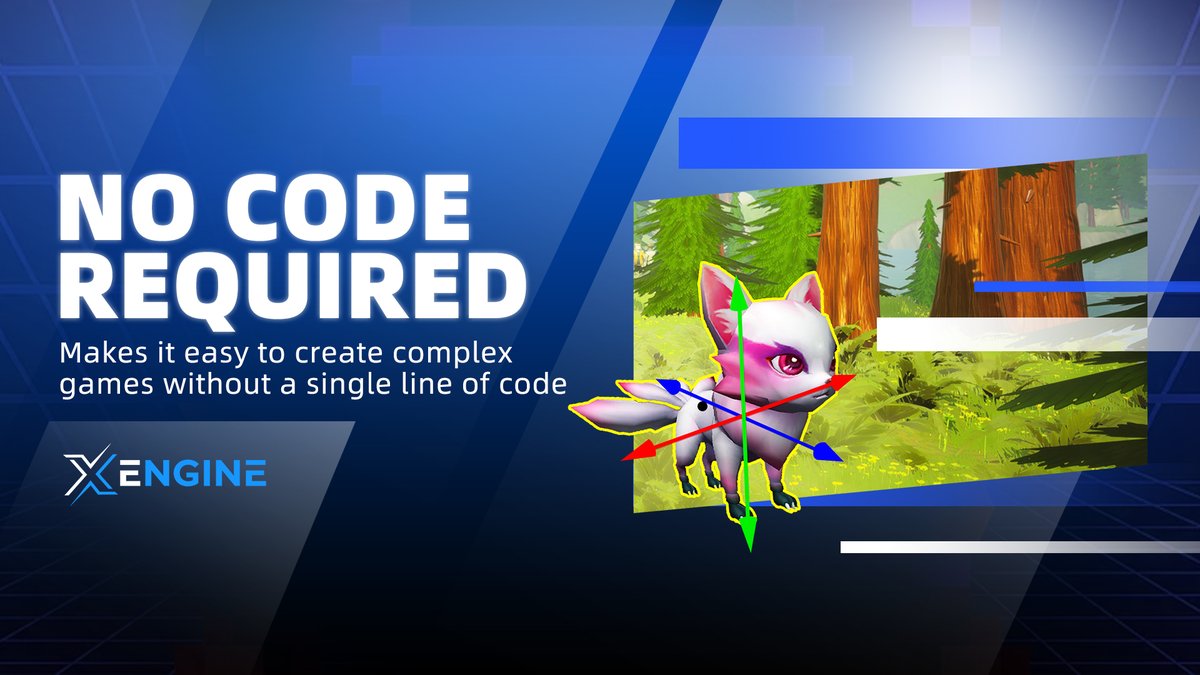 NO CODE
REQUIRED
Makes it easy to create complex
games without a single line of code
XENGINE